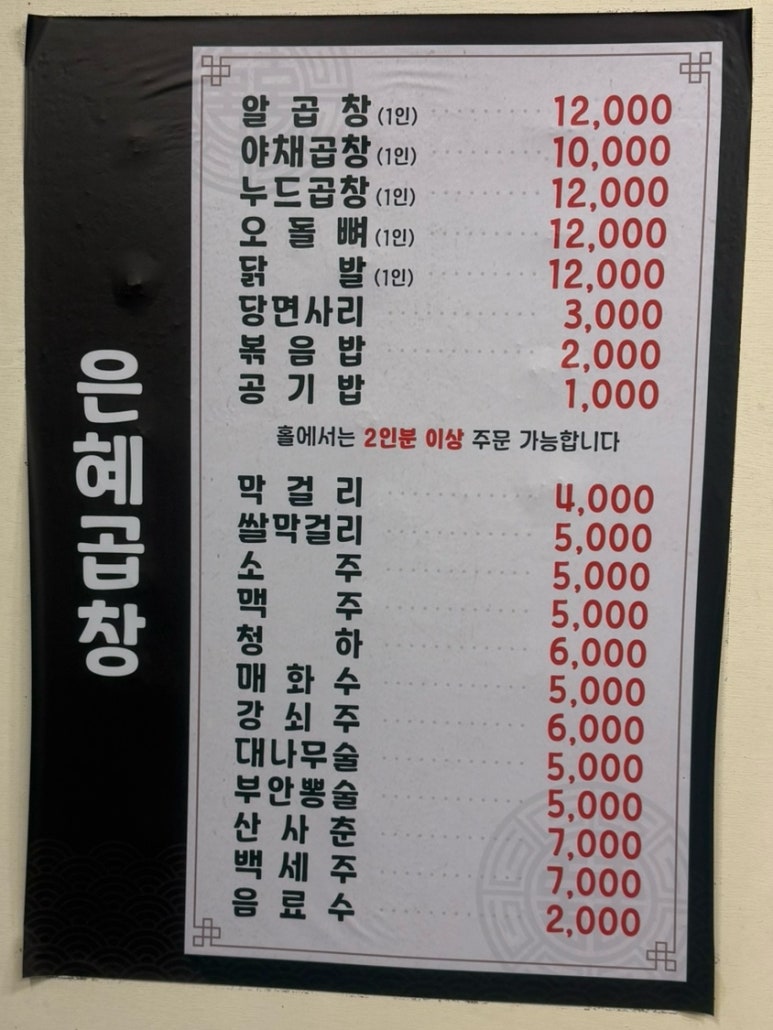 은혜곱창
알곱창(1인) 12,000
야채곱창(1인) 10,000
누드곱창(1인) 12,000
오돌뼈(1인) 12,000
닭발(1인) 12,000
당면사리 3,000
볶음밥 2,000
공기밥 1,000
홀에서는 2인분 이상 주문 가능합니다
막걸리 4,000
쌀막걸리 5,000
소주 5,000
맥주 5,000
청하 6,000
매화수 5,000
강쇠주 6,000
대나무술 5,000
부안뽕술 5,000
산사춘 7,000
백세주 7,000
음료수 2,000